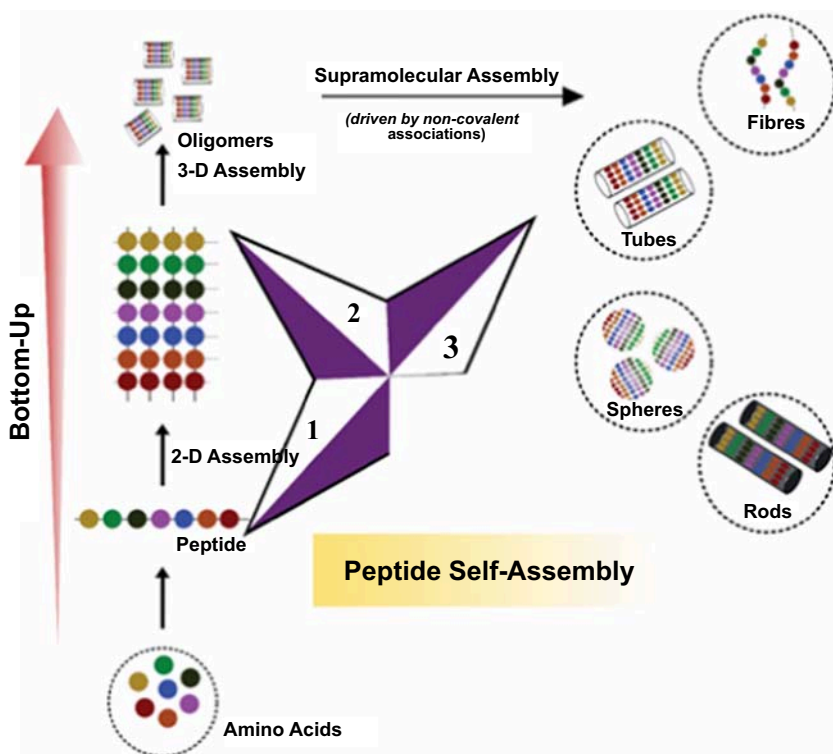 Supramolecular Assembly
(driven by non-covalent
associations)
Fibres
Oligomers
3-D Assembly
Tubes
2
3
Bottom-Up
Spheres
1
2-D Assembly
Rods
Peptide
Peptide Self-Assembly
Amino Acids